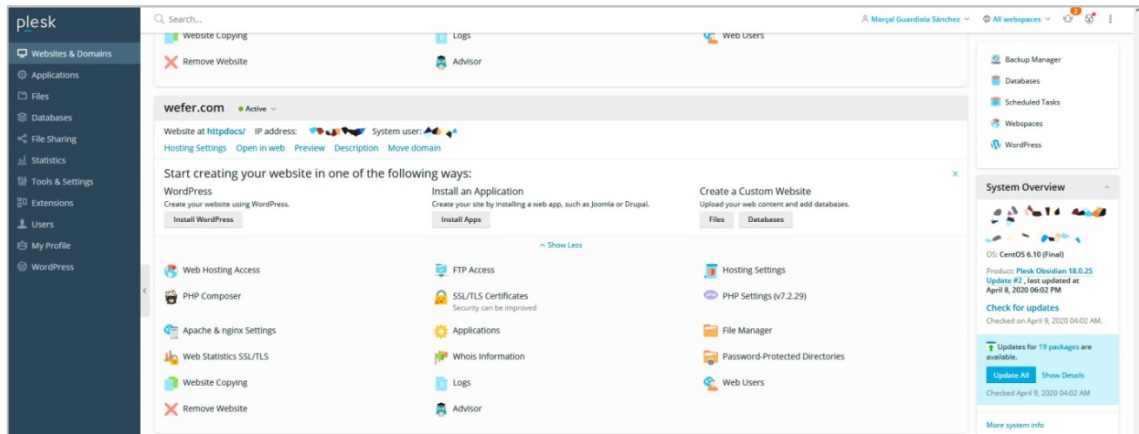 plesk
Search...
Marçal Guardiola Sánchez
All webspaces
2
Websites & Domains
Applications
Files
Databases
File Sharing
Statistics
Tools & Settings
Extensions
Users
My Profile
WordPress
Website Copying Logs Web Users
Remove Website Advisor
wefer.com Active
Website at httpdocs/ IP address: System user:
Hosting Settings Open in web Preview Description Move domain
Start creating your website in one of the following ways:
WordPress Install an Application Create a Custom Website
Create your website using WordPress. Create your site by installing a web app, such as Joomla or Drupal. Upload your web content and add databases.
Install WordPress Install Apps Files Databases
Show Less
Web Hosting Access FTP Access Hosting Settings
PHP Composer SSL/TLS Certificates PHP Settings (v7.2.29)
Security can be improved
Apache & nginx Settings Applications File Manager
Web Statistics SSL/TLS Whois Information Password-Protected Directories
Website Copying Logs Web Users
Remove Website Advisor
Backup Manager
Databases
Scheduled Tasks
Webspaces
WordPress
System Overview
OS: CentOS 6.10 (Final)
Product: Plesk Obsidian 18.0.25
Update #2 , last updated at
April 8, 2020 06:02 PM
Check for updates
Checked on April 9, 2020 04:02 AM.
Updates for 19 packages are
available.
Update All Show Details
Checked April 9, 2020 04:02 AM
More system info